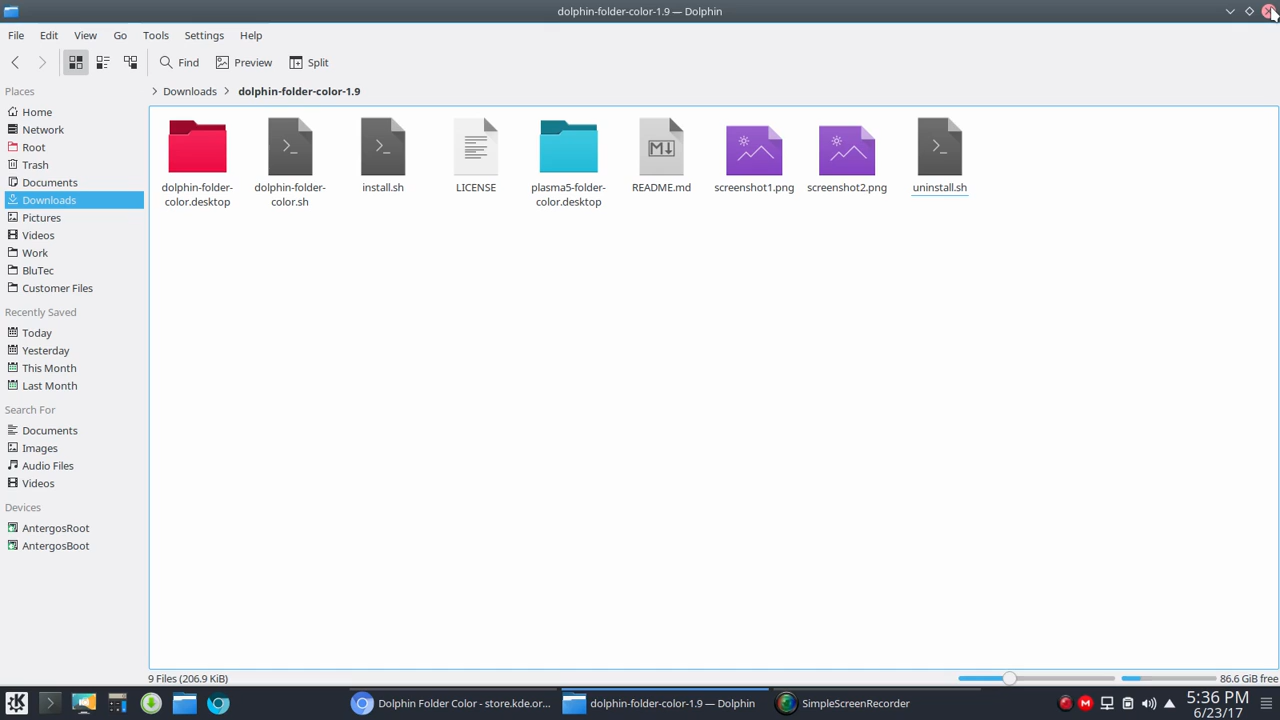 dolphin-folder-color-1.9 — Dolphin
File Edit View Go Tools Settings Help
Find Preview Split
Places
Home
Network
Root
Trash
Documents
Downloads
Pictures
Videos
Work
BluTec
Customer Files
Recently Saved
Today
Yesterday
This Month
Last Month
Search For
Documents
Images
Audio Files
Videos
Devices
AntergosRoot
AntergosBoot
Downloads dolphin-folder-color-1.9
dolphin-folder-
color.desktop
dolphin-folder-
color.sh
install.sh
LICENSE
plasma5-folder-
color.desktop
README.md
screenshot1.png
screenshot2.png
uninstall.sh
9 Files (206.9 KiB)
86.6 GiB free
Dolphin Folder Color - store.kde.or...
dolphin-folder-color-1.9 — Dolphin
SimpleScreenRecorder
5:36 PM
6/23/17